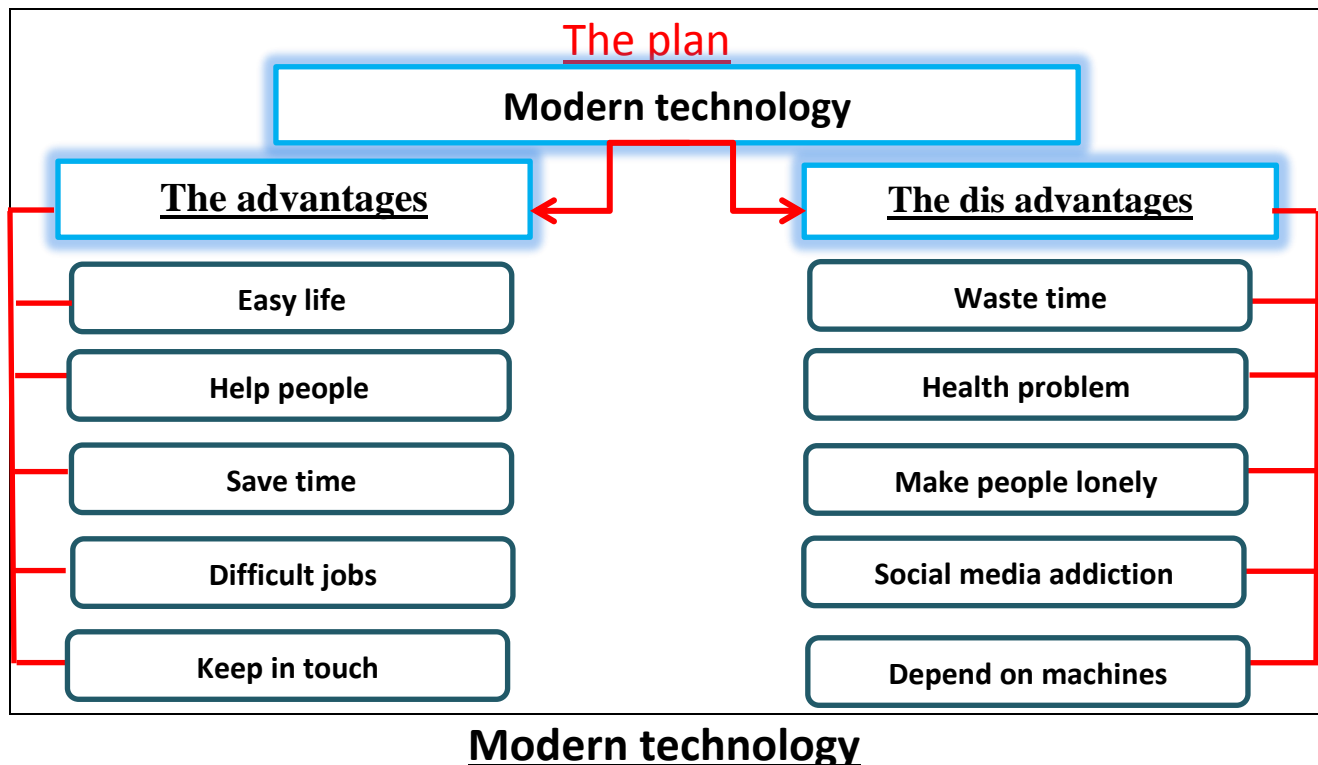 The plan
Modern technology
The advantages
The dis advantages
Easy life
Waste time
Help people
Health problem
Save time
Make people lonely
Difficult jobs
Social media addiction
Keep in touch
Depend on machines
Modern technology